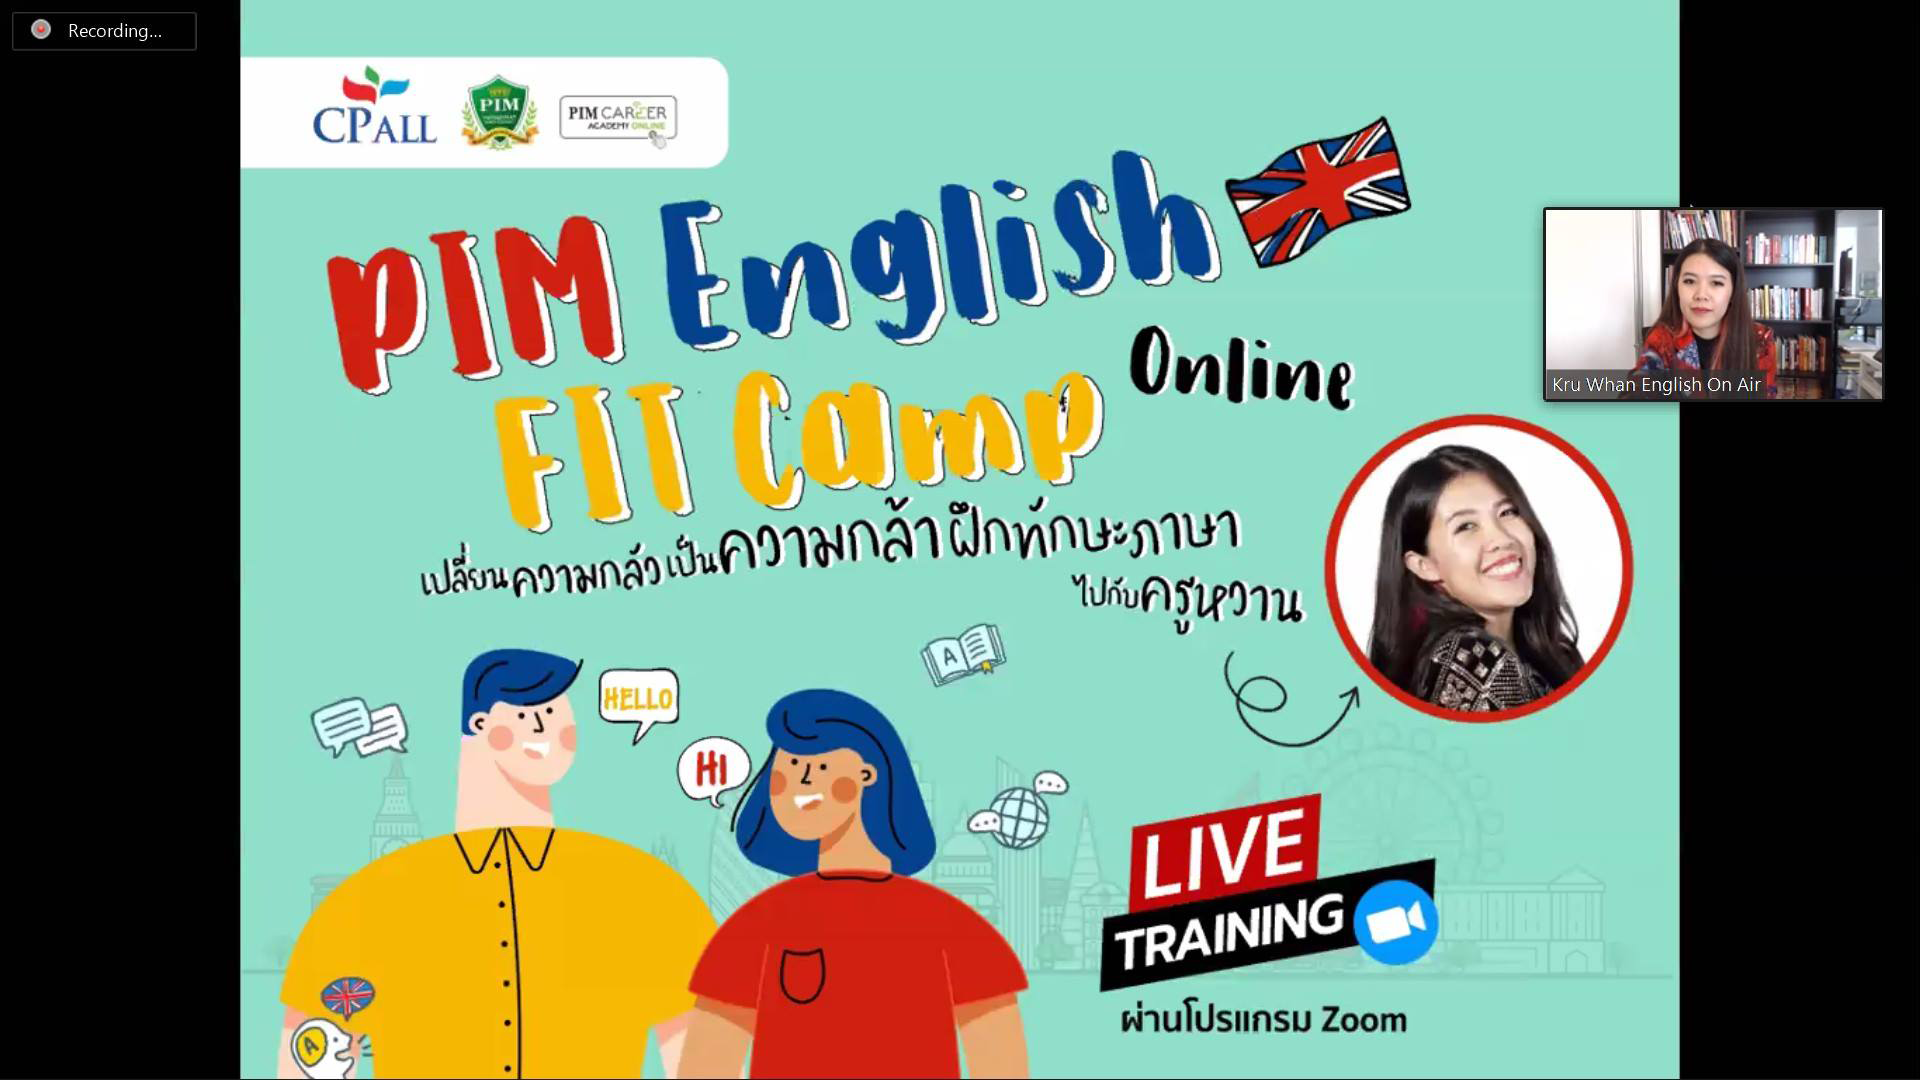 Recording...
CPALL
PIM
PIM CAREER
ACADEMY ONLINE
PIM English
FIT Camp Online
เปลี่ยนความกลัวเป็นความกล้า ฝึกทักษะภาษา
ไปกับครูหวาน
Kru Whan English On Air
HELLO
HI
A
LIVE
TRAINING
ผ่านโปรแกรม Zoom
A